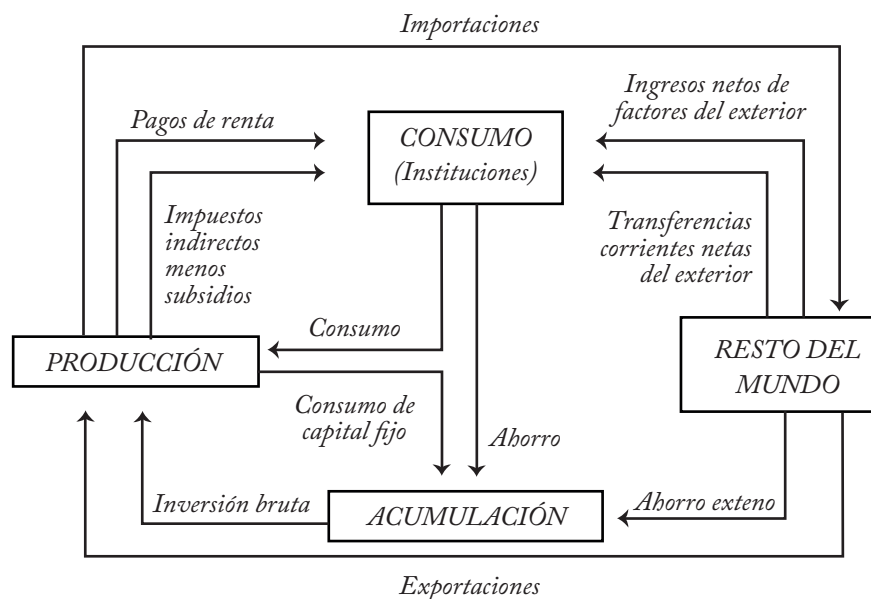 Importaciones
Ingresos netos de
factores del exterior
Pagos de renta
CONSUMO
(Instituciones)
Impuestos
indirectos
menos
subsidios
Transferencias
corrientes netas
del exterior
Consumo
PRODUCCIÓN
RESTO DEL
MUNDO
Consumo de
capital fijo
Ahorro
Inversión bruta
ACUMULACIÓN
Ahorro exteno
Exportaciones